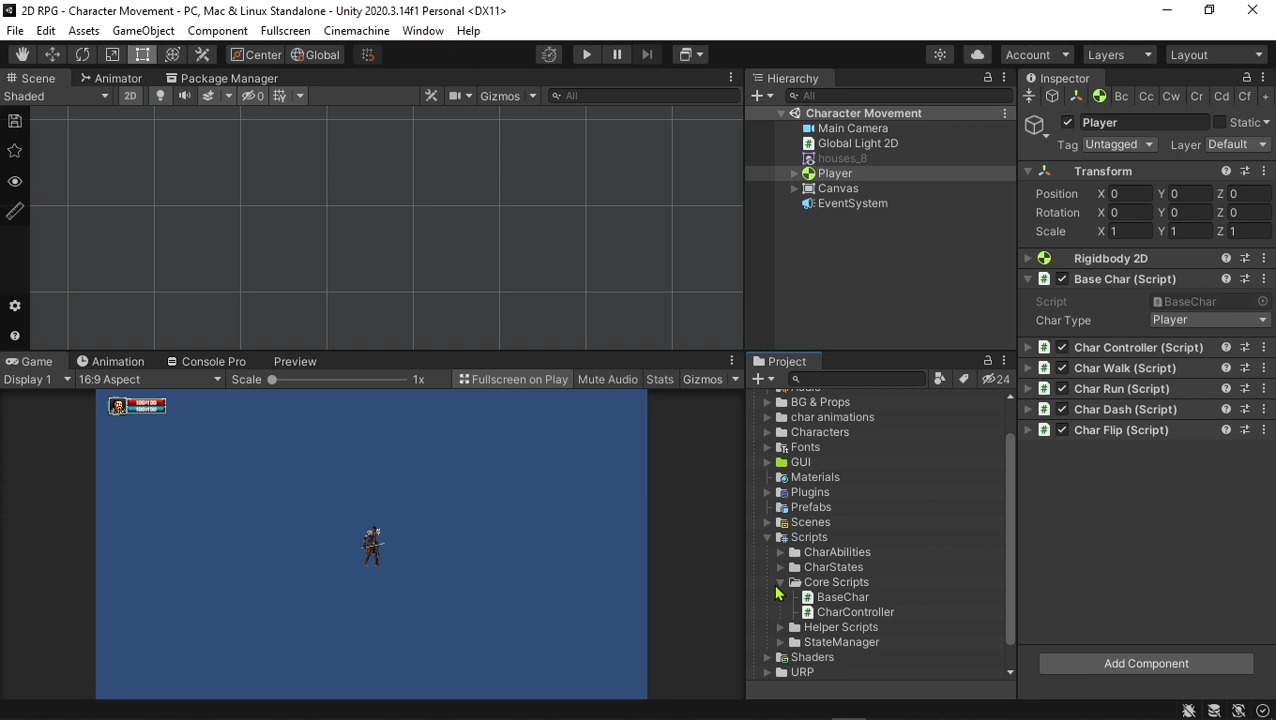 2D RPG - Character Movement - PC, Mac & Linux Standalone - Unity 2020.3.14f1 Personal <DX11>
File Edit Assets GameObject Component Fullscreen Cinemachine Window Help
Center Global Account Layers Layout
Scene Animator Package Manager
Shaded 2D 0 Gizmos All
Hierarchy
All
Character Movement
Main Camera
Global Light 2D
houses_8
Player
Canvas
EventSystem
Inspector
Bc Cc Cw Cr Cd Cf +
Player Static
Tag Untagged Layer Default
Transform
Position X 0 Y 0 Z 0
Rotation X 0 Y 0 Z 0
Scale X 1 Y 1 Z 1
Rigidbody 2D
Base Char (Script)
Script BaseChar
Char Type Player
Char Controller (Script)
Char Walk (Script)
Char Run (Script)
Char Dash (Script)
Char Flip (Script)
Add Component
Game Animation Console Pro Preview
Display 1 16:9 Aspect Scale 1x Fullscreen on Play Mute Audio Stats Gizmos
100/100
100/100
Project
24
Audio
BG & Props
char animations
Characters
Fonts
GUI
Materials
Plugins
Prefabs
Scenes
Scripts
CharAbilities
CharStates
Core Scripts
BaseChar
CharController
Helper Scripts
StateManager
Shaders
URP